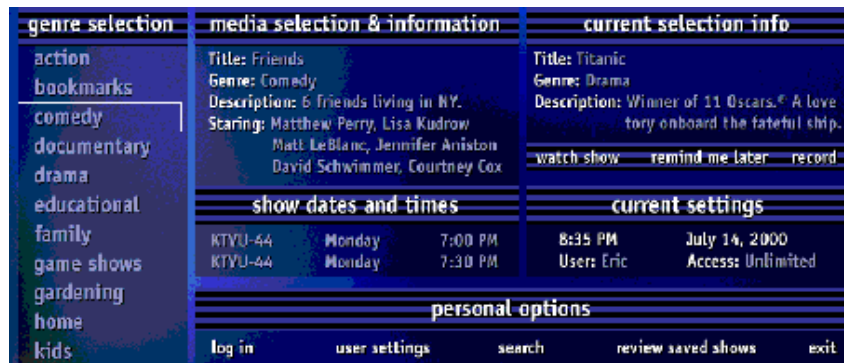 genre selection
action
bookmarks
comedy
documentary
drama
educational
family
game shows
gardening
home
kids
media selection & information
Title: Friends
Genre: Comedy
Description: 6 friends living in NY.
Staring: Matthew Perry, Lisa Kudrow
Matt LeBlanc, Jennifer Aniston
David Schwimmer, Courtney Cox
show dates and times
KTVU-44 Monday 7:00 PM
KTVU-44 Monday 7:30 PM
current selection info
Title: Titanic
Genre: Drama
Description: Winner of 11 Oscars.® A love
tory onboard the fateful ship.
watch show remind me later record
current settings
8:35 PM July 14, 2000
User: Eric Access: Unlimited
personal options
log in user settings search review saved shows exit